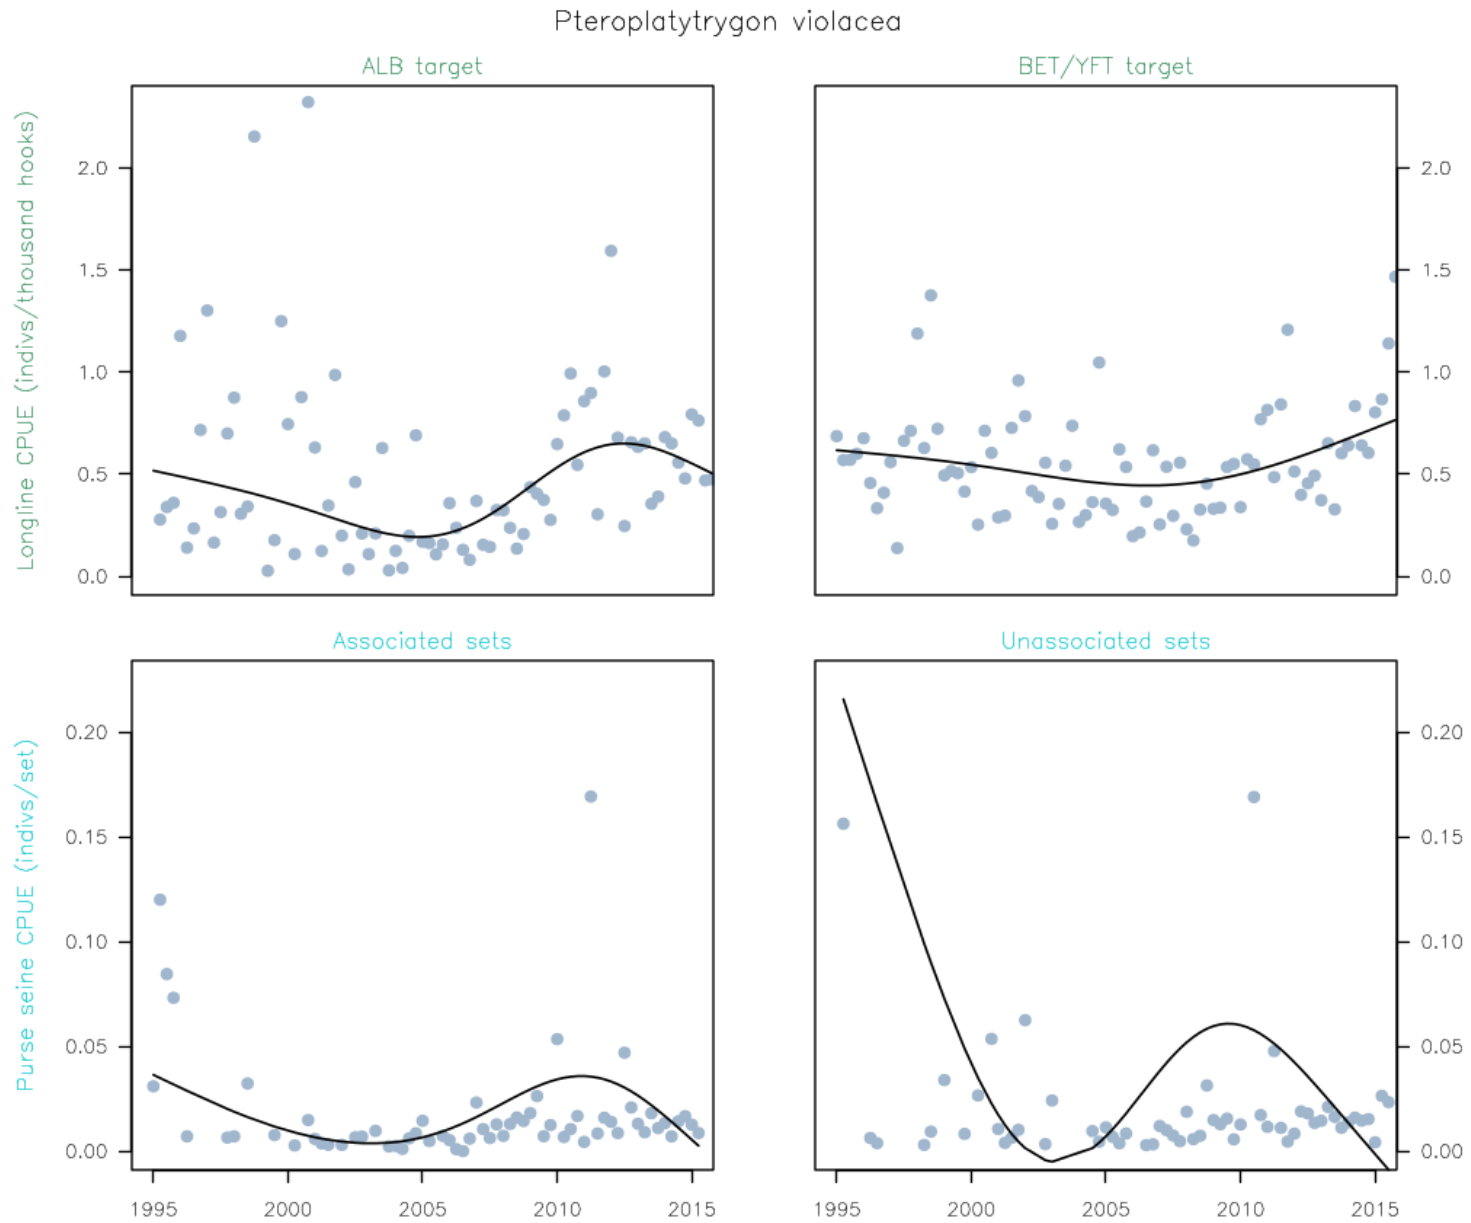 Pteroplatytrygon violacea
ALB target
BET/YFT target
Longline CPUE (indivs/thousand hooks)
2.0
1.5
1.0
0.5
0.0
2.0
1.5
1.0
0.5
0.0
Associated sets
Unassociated sets
Purse seine CPUE (indivs/set)
0.20
0.15
0.10
0.05
0.00
0.20
0.15
0.10
0.05
0.00
1995 2000 2005 2010 2015
1995 2000 2005 2010 2015